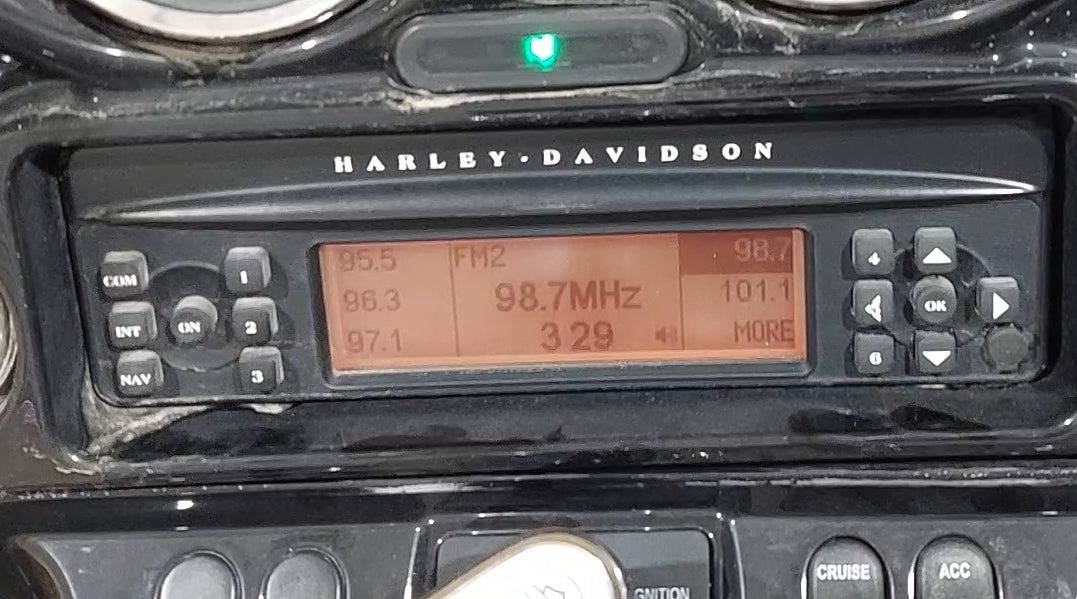 HARLEY·DAVIDSON
COM
INT
NAV
ON
1
2
3
95.5
96.3
97.1
FM2
98.7MHz
3 29
98.7
101.1
MORE
4
6
OK
GNITION
CRUISE
ACC